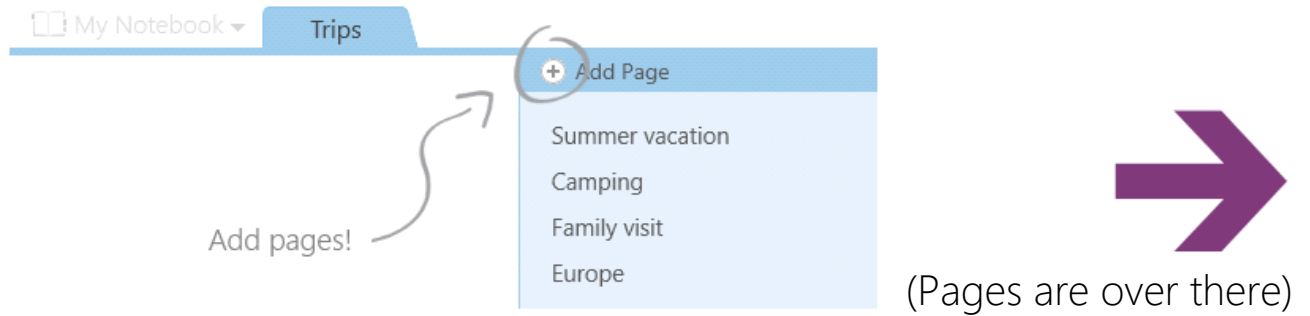 My Notebook
Trips
Add Page
Summer vacation
Camping
Family visit
Europe
Add pages!
(Pages are over there)